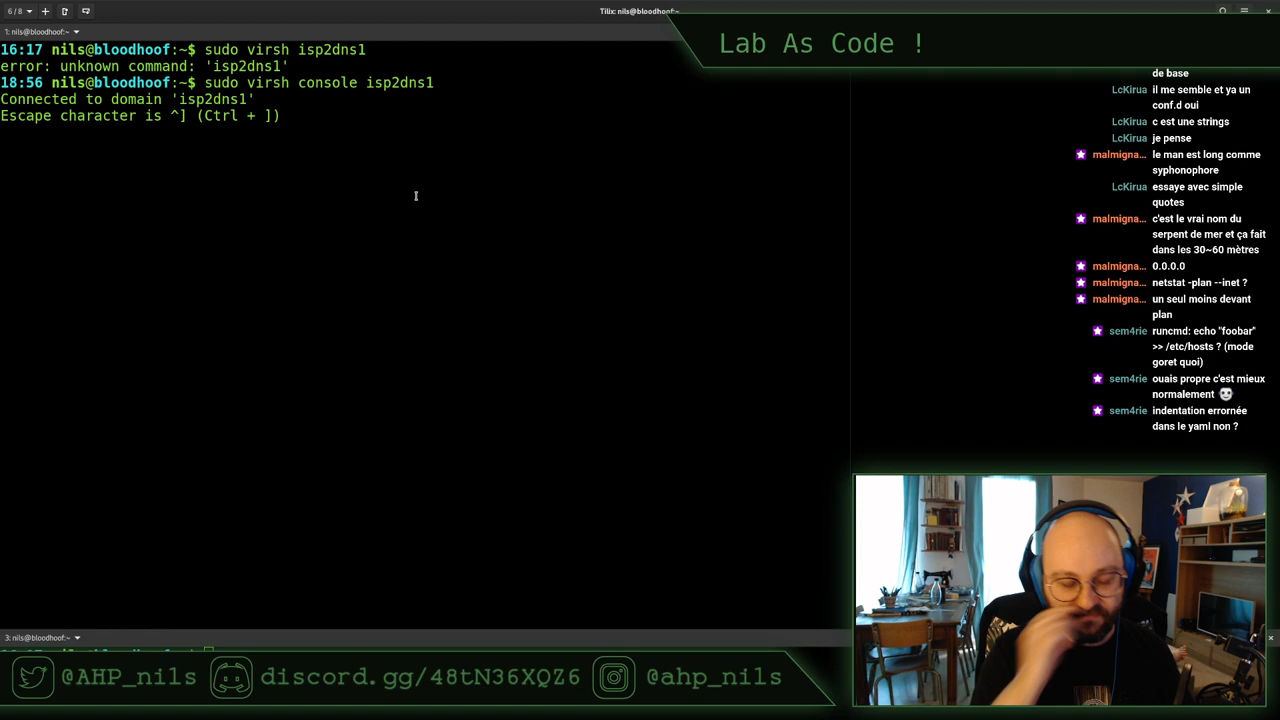 6 / 8
Tilix: nils@bloodhoof:~
Lab As Code !
1: nils@bloodhoof:~
16:17 nils@bloodhoof:~$ sudo virsh isp2dns1
error: unknown command: 'isp2dns1'
18:56 nils@bloodhoof:~$ sudo virsh console isp2dns1
Connected to domain 'isp2dns1'
Escape character is ^] (Ctrl + ])
de base
LcKirua il me semble et ya un
conf.d oui
LcKirua c est une strings
LcKirua je pense
malmigna... le man est long comme
syphonophore
LcKirua essaye avec simple
quotes
malmigna... c'est le vrai nom du
serpent de mer et ça fait
dans les 30~60 mètres
malmigna... 0.0.0.0
malmigna... netstat -plan --inet ?
malmigna... un seul moins devant
plan
sem4rie runcmd: echo "foobar"
>> /etc/hosts ? (mode
goret quoi)
sem4rie ouais propre c'est mieux
normalement
sem4rie indentation errornée
dans le yaml non ?
3: nils@bloodhoof:~
@AHP_nils
discord.gg/48tN36XQZ6
@ahp_nils